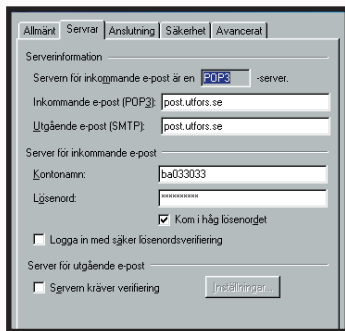 Allmänt Servrar Anslutning Säkerhet Avancerat
Serverinformation
Servern för inkommande e-post är en POP3 -server.
Inkommande e-post (POP3): post.utfors.se
Utgående e-post (SMTP): post.utfors.se
Server för inkommande e-post
Kontonamn: ba033033
Lösenord: **********
Kom i håg lösenordet
Logga in med säker lösenordsverifiering
Server för utgående e-post
Servern kräver verifiering Inställningar...